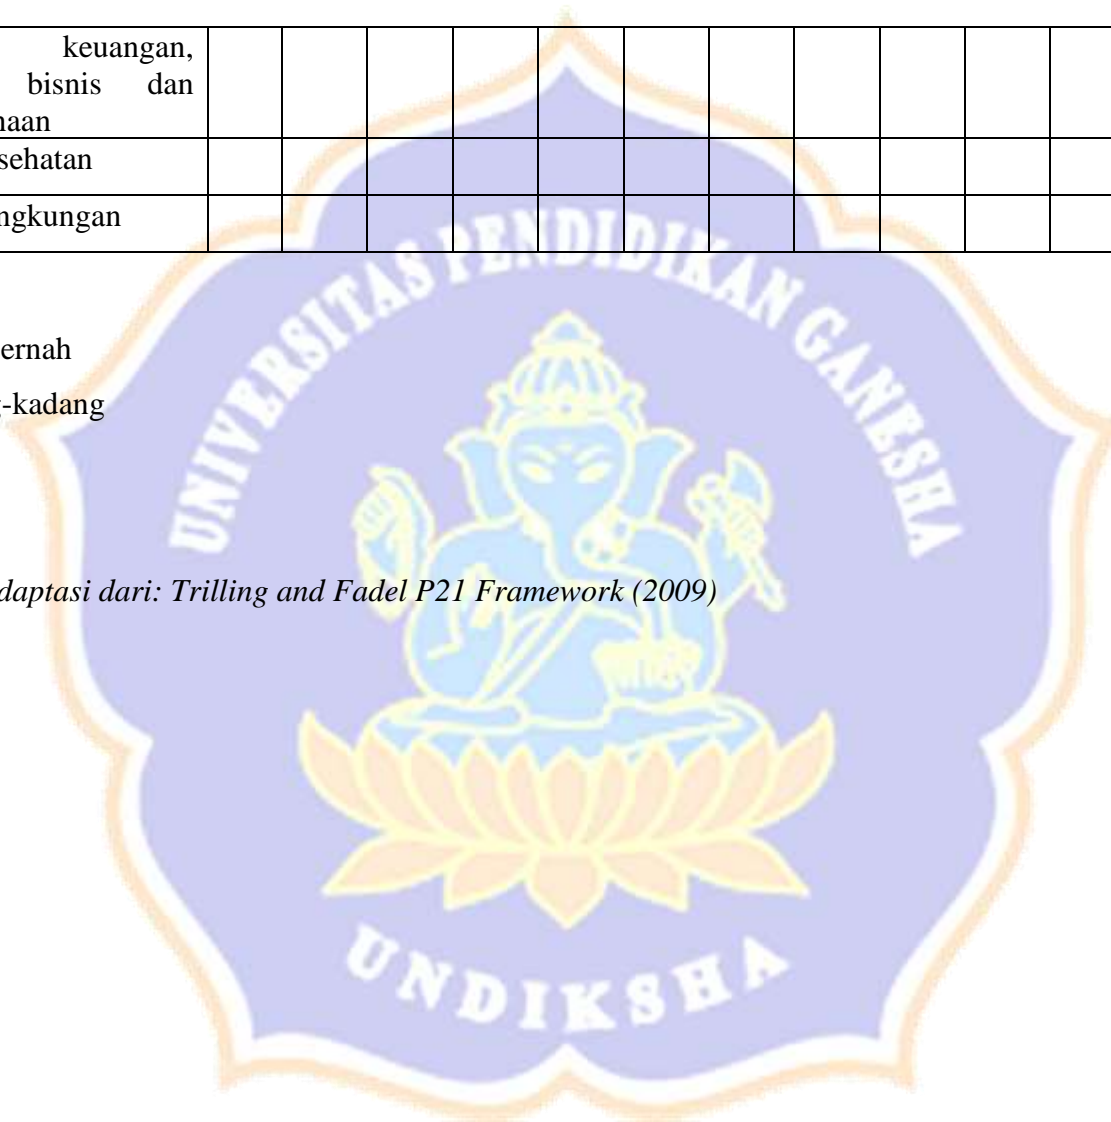 keuangan,
bisnis dan
naan
sehatan
ngkungan
UNIVERSITAS PENDIDIKAN GANESHA
ernah
g-kadang
daptasi dari: Trilling and Fadel P21 Framework (2009)
UNDIKSHA